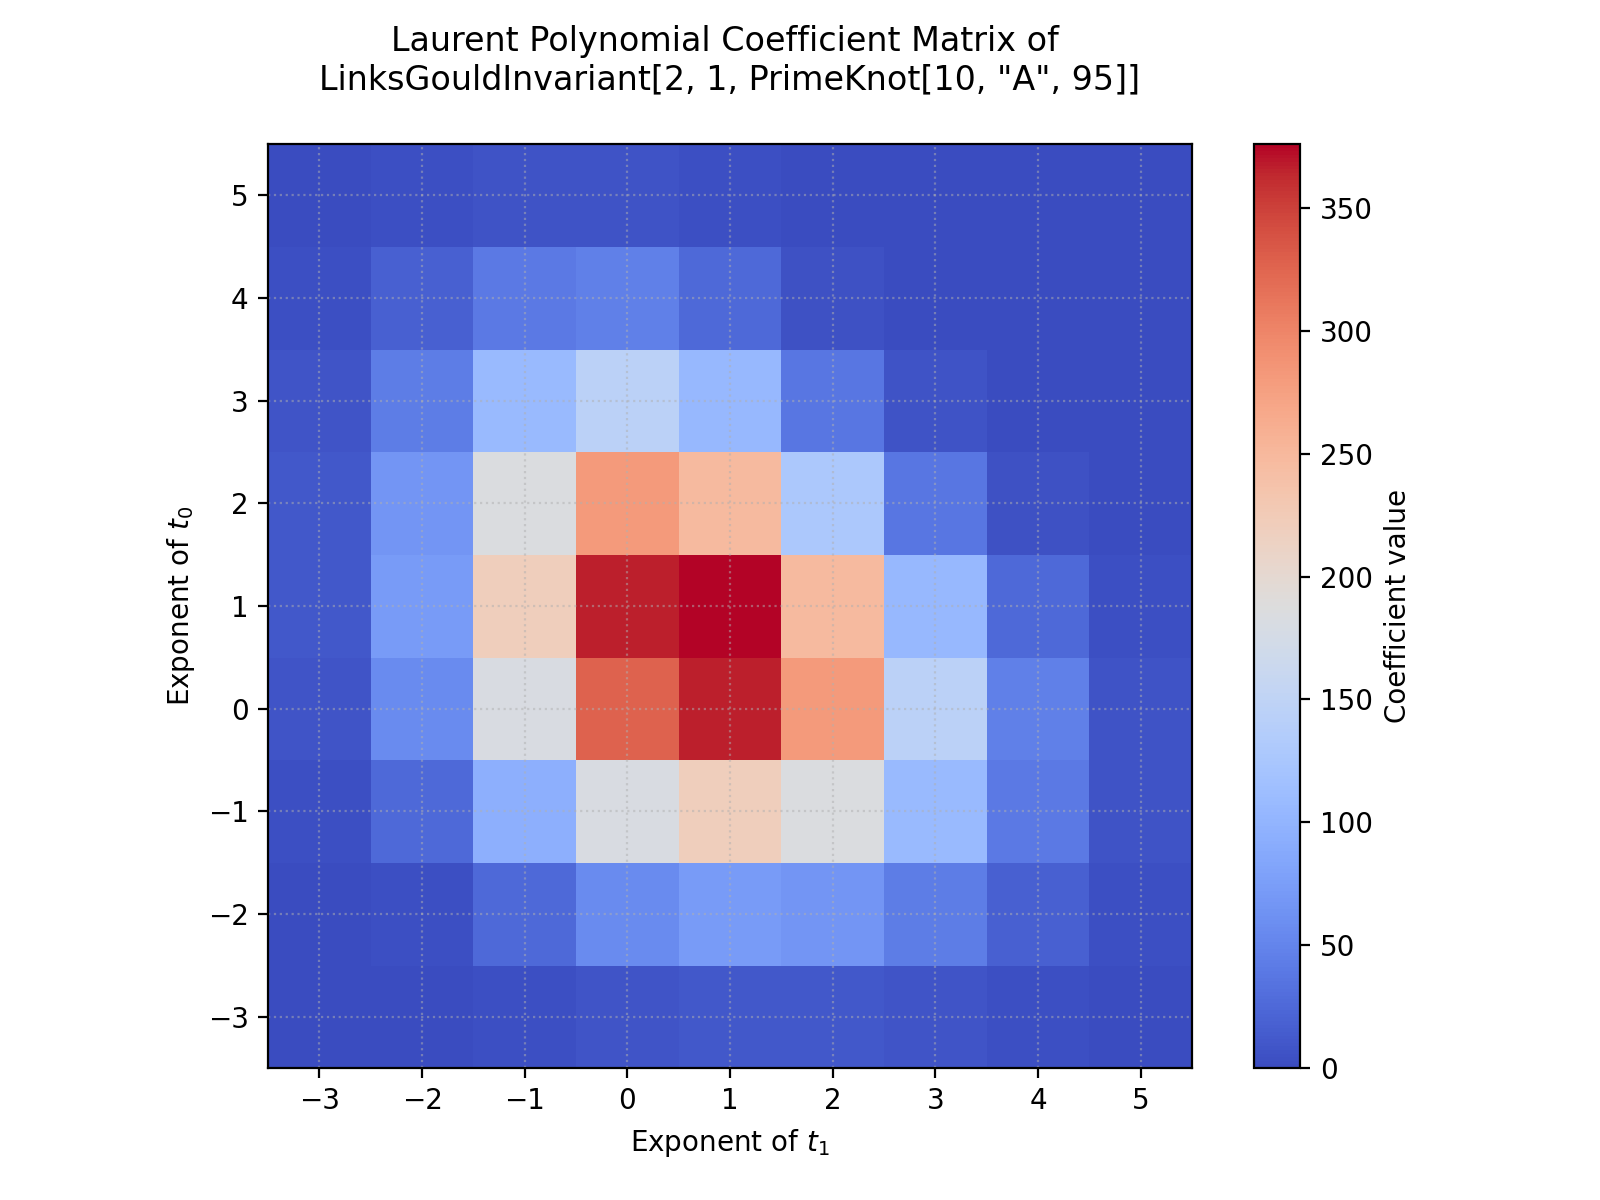 Laurent Polynomial Coefficient Matrix of
LinksGouldInvariant[2, 1, PrimeKnot[10, "A", 95]]
5
4
3
2
1
0
−1
−2
−3
Exponent of t₀
−3 −2 −1 0 1 2 3 4 5
Exponent of t₁
350
300
250
200
150
100
50
0
Coefficient value